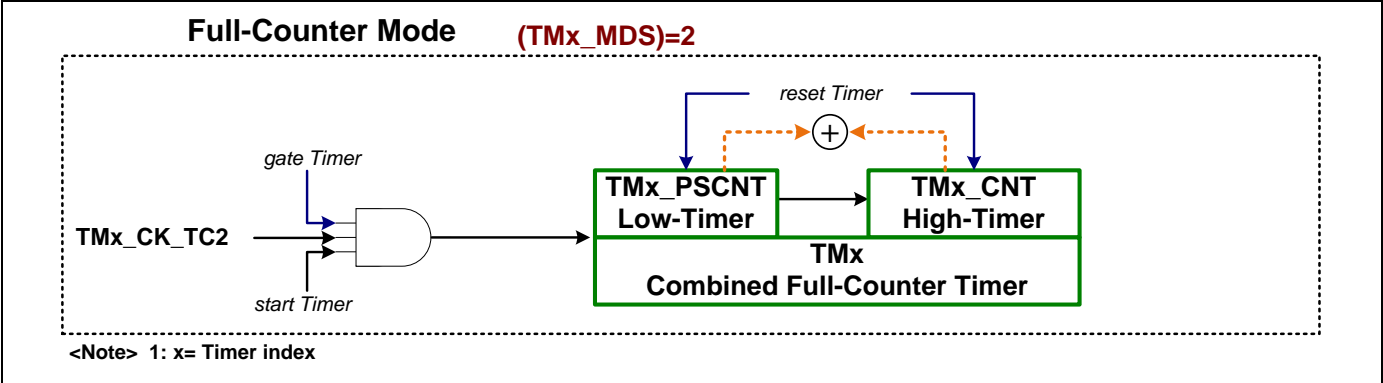 Full-Counter Mode (TMx_MDS)=2
reset Timer
+
gate Timer
TMx_PSCNT
Low-Timer
TMx_CNT
High-Timer
TMx_CK_TC2
TMx
Combined Full-Counter Timer
start Timer
<Note> 1: x= Timer index